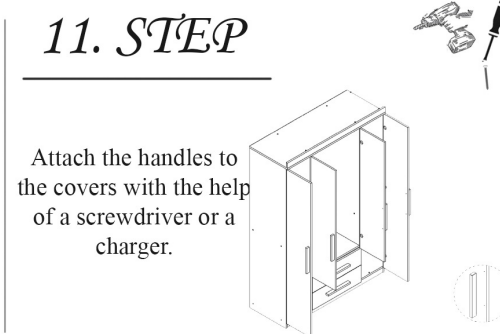 11. STEP
Attach the handles to
the covers with the help
of a screwdriver or a
charger.